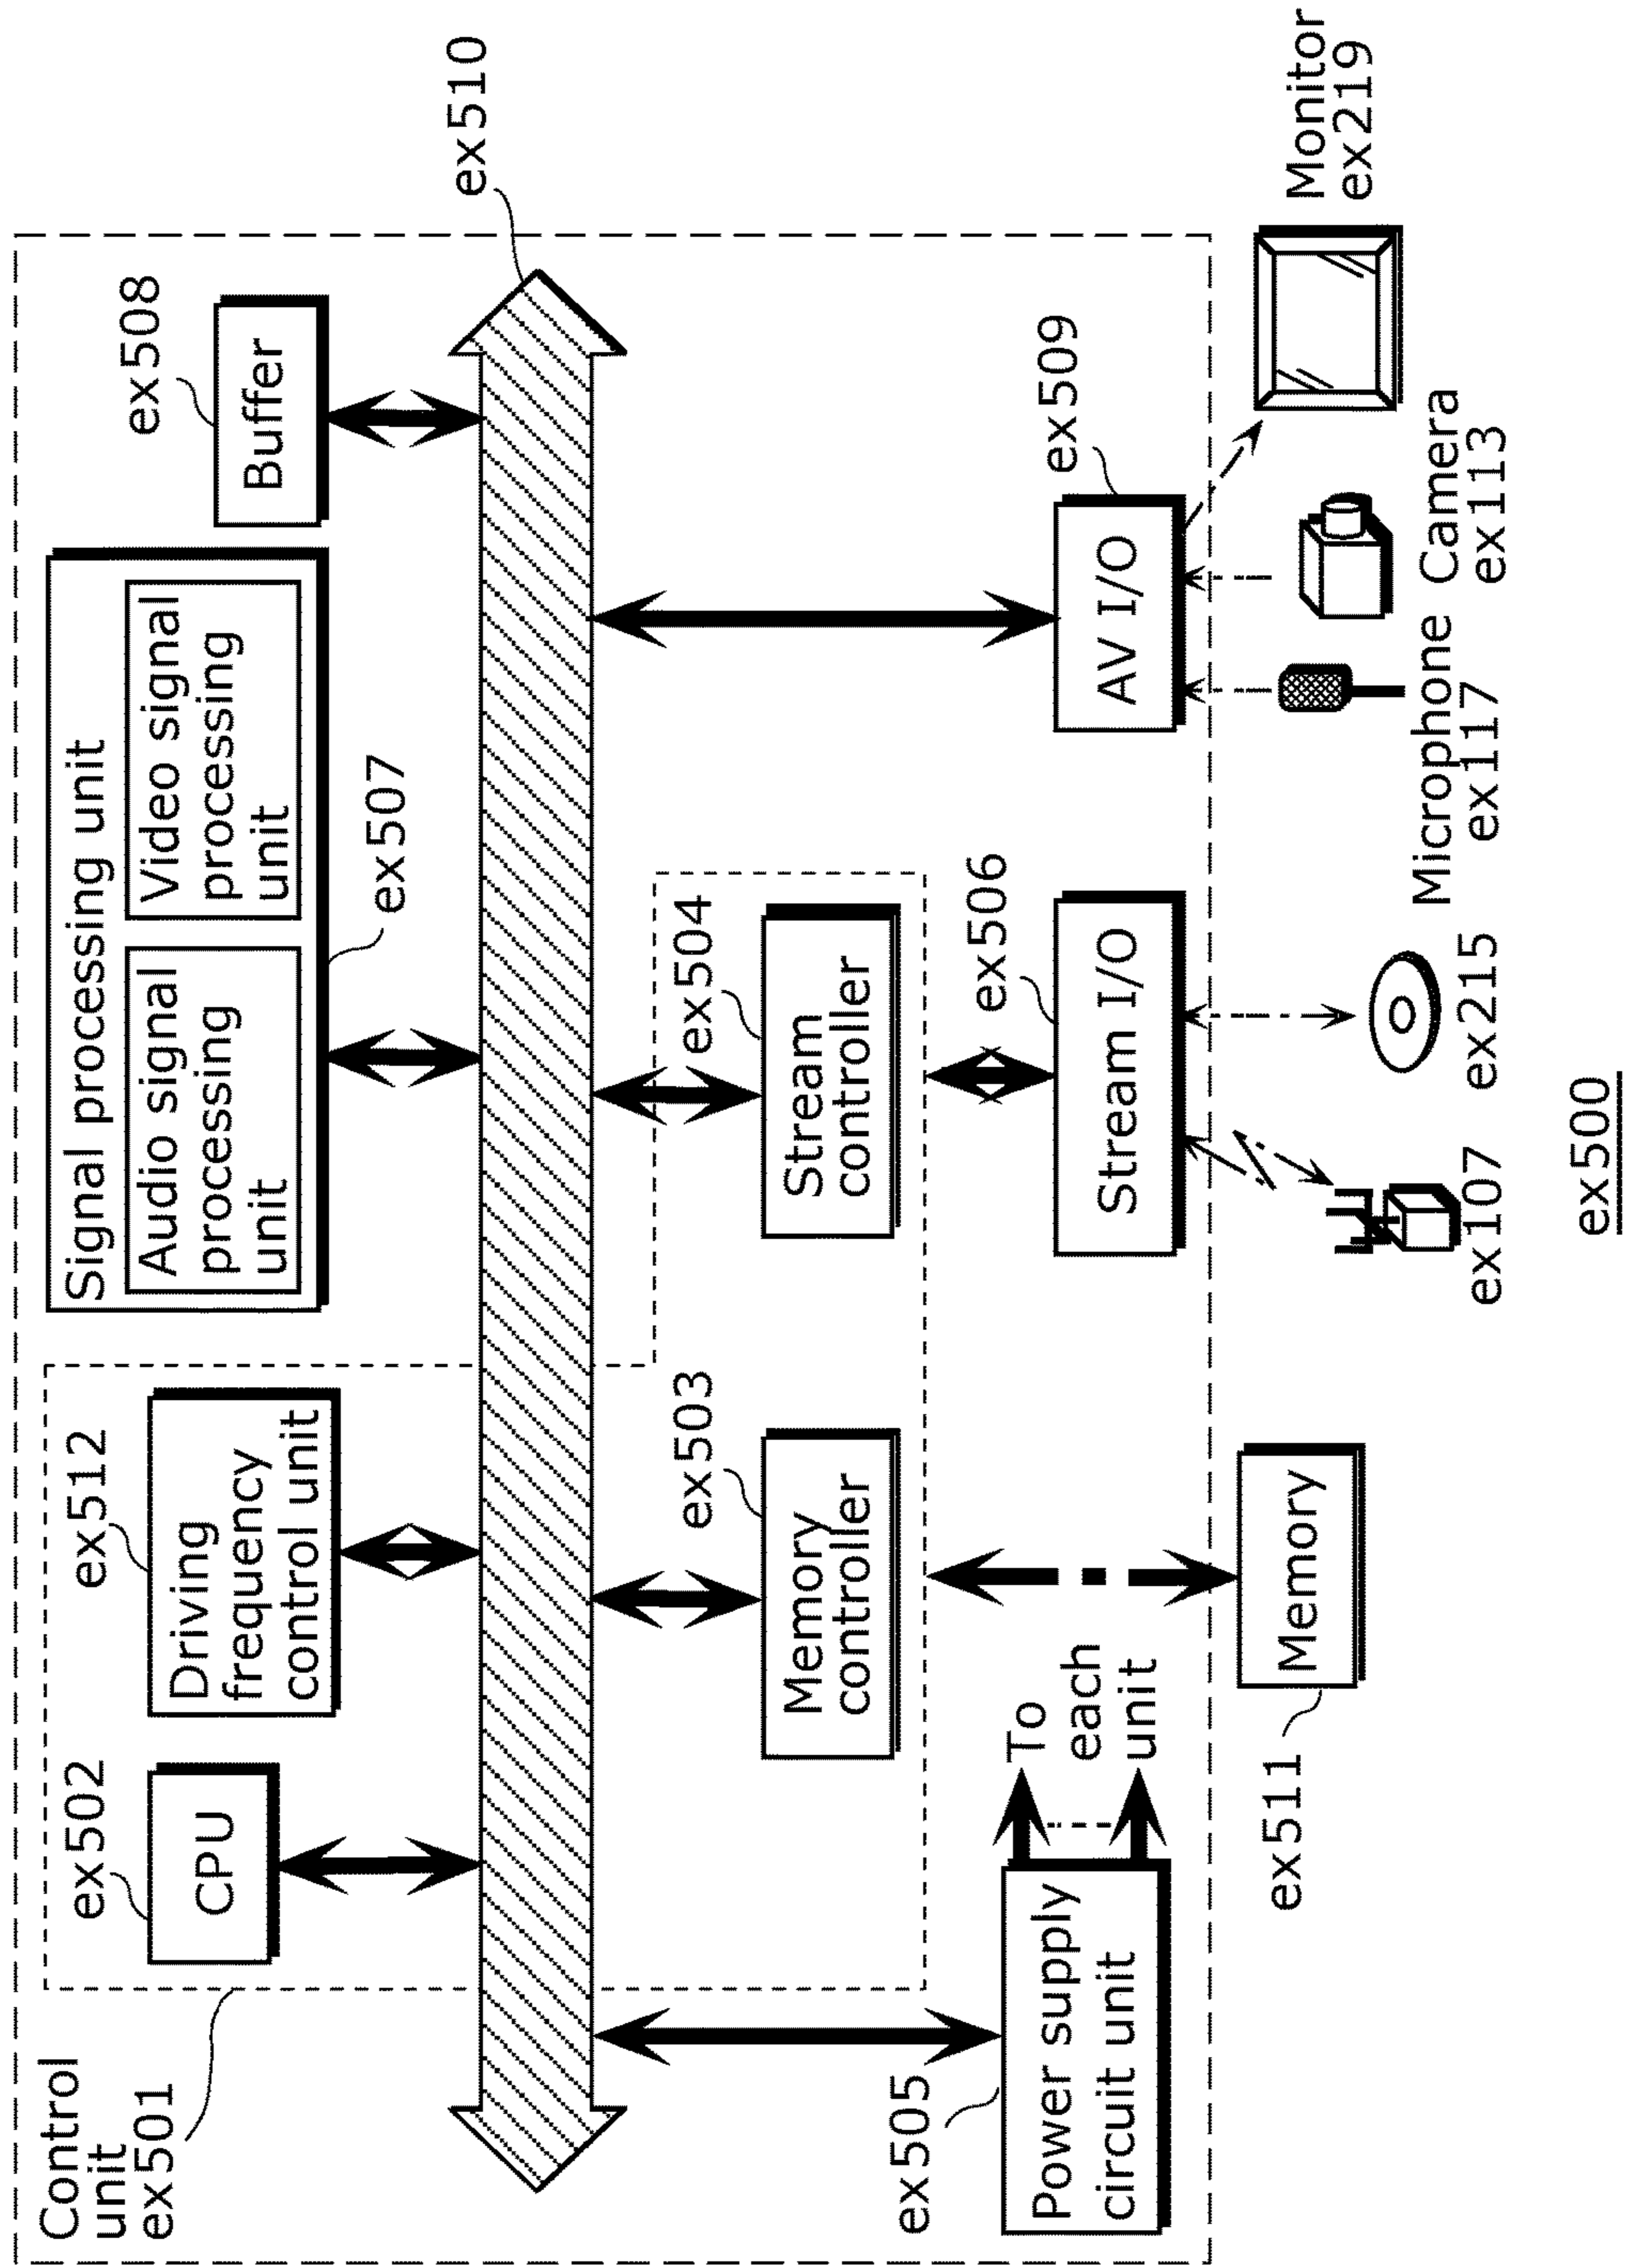 Control
unit
ex501
ex502
CPU
ex512
Driving
frequency
control unit
Signal processing unit
Audio signal
processing
unit
Video signal
processing
unit
ex507
ex508
Buffer
ex510
ex503
Memory
controller
ex504
Stream
controller
ex505
Power supply
circuit unit
To
each
unit
ex506
Stream I/O
ex509
AV I/O
ex511
Memory
ex107
ex215
Microphone
ex117
Camera
ex113
Monitor
ex219
ex500